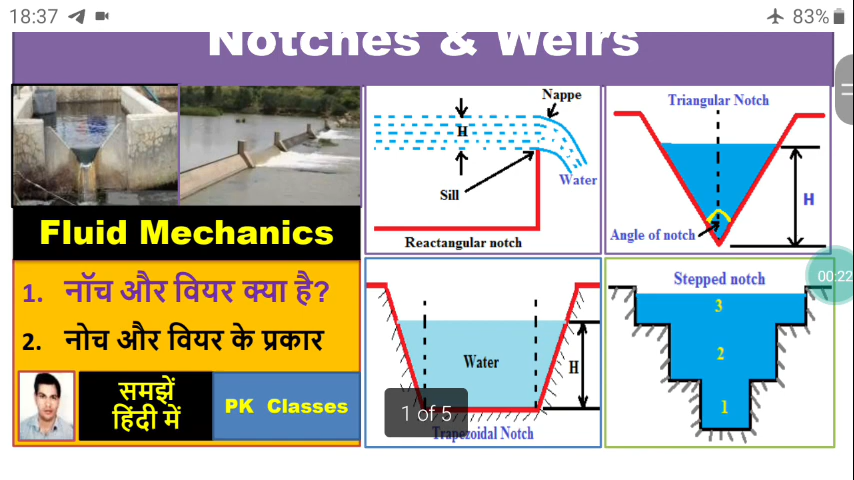 18:37
83%
Notches & Weirs
Nappe
H
Sill
Water
Reactangular notch
Triangular Notch
H
Angle of notch
Fluid Mechanics
1. नॉच और वियर क्या है?
2. नोच और वियर के प्रकार
समझें
हिंदी में
PK Classes
Water
H
1 of 5
Trapezoidal Notch
Stepped notch
3
2
1
00:22